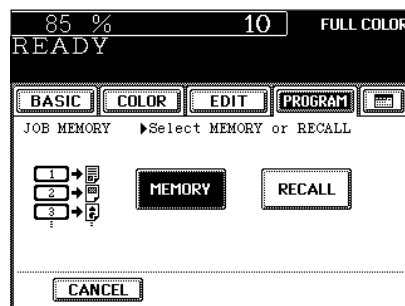 85 % 10 FULL COLOR
READY
BASIC COLOR EDIT PROGRAM
JOB MEMORY ▶Select MEMORY or RECALL
1
2
3
MEMORY RECALL
CANCEL